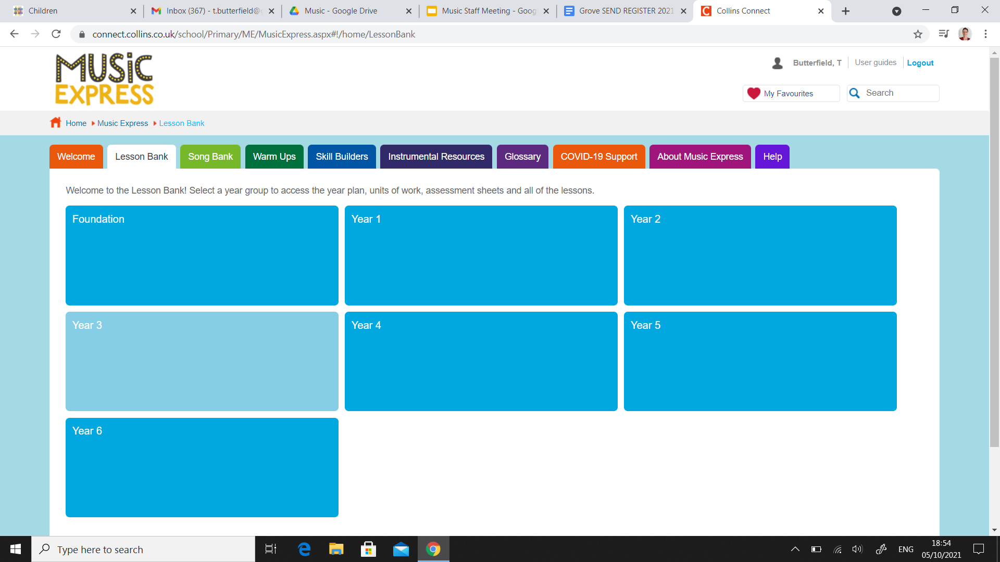 Children
Inbox (367) - t.butterfield@g
Music - Google Drive
Music Staff Meeting - Goog
Grove SEND REGISTER 2021
Collins Connect
connect.collins.co.uk/school/Primary/ME/MusicExpress.aspx#!/home/LessonBank
MUSiC
EXPRESS
Butterfield, T
User guides
Logout
My Favourites
Search
Home
Music Express
Lesson Bank
Welcome
Lesson Bank
Song Bank
Warm Ups
Skill Builders
Instrumental Resources
Glossary
COVID-19 Support
About Music Express
Help
Welcome to the Lesson Bank! Select a year group to access the year plan, units of work, assessment sheets and all of the lessons.
Foundation
Year 1
Year 2
Year 3
Year 4
Year 5
Year 6
Type here to search
ENG
18:54
05/10/2021